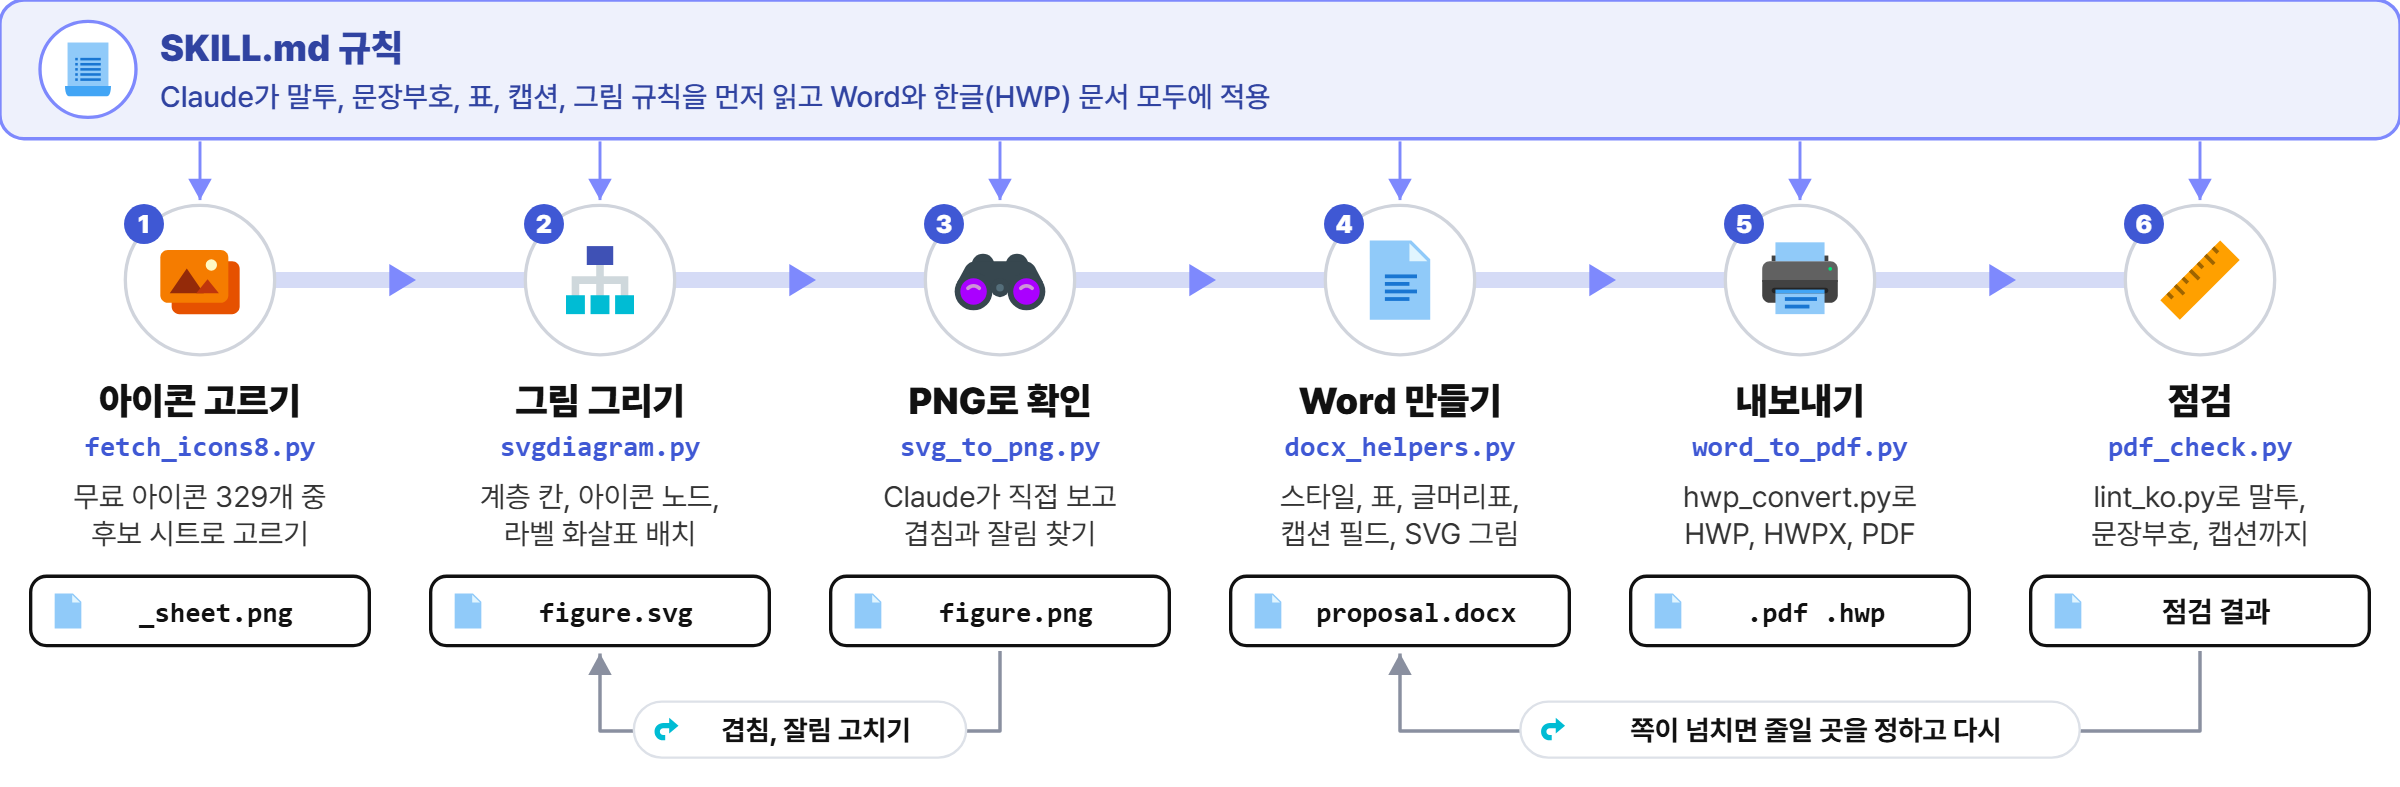 SKILL.md 규칙
Claude가 말투, 문장부호, 표, 캡션, 그림 규칙을 먼저 읽고 Word와 한글(HWP) 문서 모두에 적용
1
아이콘 고르기
fetch_icons8.py
무료 아이콘 329개 중
후보 시트로 고르기
_sheet.png
2
그림 그리기
svgdiagram.py
계층 칸, 아이콘 노드,
라벨 화살표 배치
figure.svg
3
PNG로 확인
svg_to_png.py
Claude가 직접 보고
겹침과 잘림 찾기
figure.png
4
Word 만들기
docx_helpers.py
스타일, 표, 글머리표,
캡션 필드, SVG 그림
proposal.docx
5
내보내기
word_to_pdf.py
hwp_convert.py로
HWP, HWPX, PDF
.pdf .hwp
6
점검
pdf_check.py
lint_ko.py로 말투,
문장부호, 캡션까지
점검 결과
겹침, 잘림 고치기
쪽이 넘치면 줄일 곳을 정하고 다시